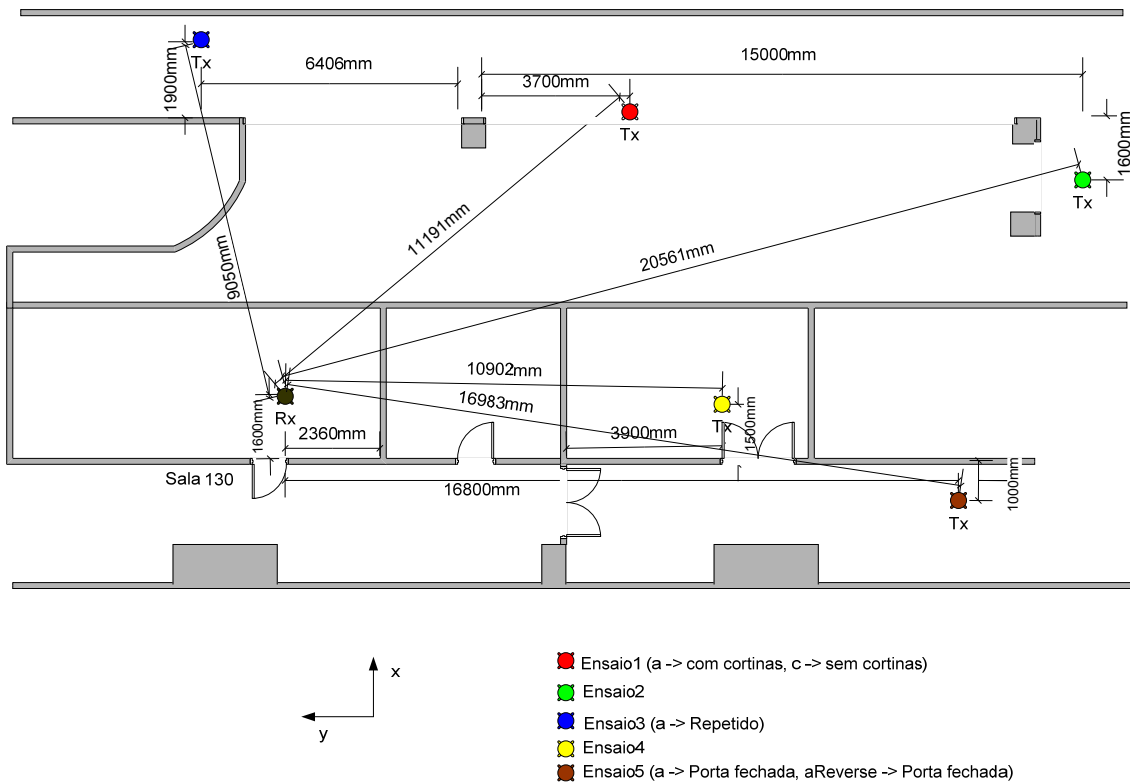 Tx
1900mm
6406mm
15000mm
3700mm
Tx
1600mm
Tx
11191mm
20561mm
9050mm
10902mm
16983mm
Rx
Tx
1600mm
2360mm
3900mm
1500mm
Sala 130
16800mm
1000mm
Tx
x
y
Ensaio1 (a -> com cortinas, c -> sem cortinas)
Ensaio2
Ensaio3 (a -> Repetido)
Ensaio4
Ensaio5 (a -> Porta fechada, aReverse -> Porta fechada)